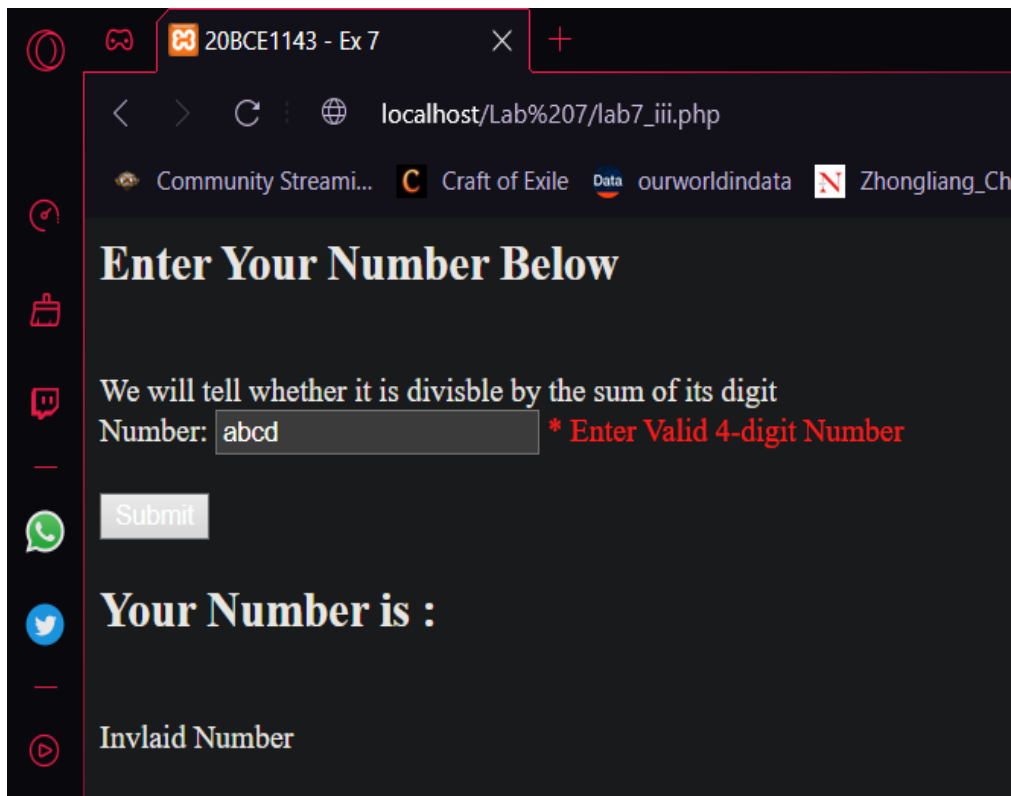 20BCE1143 - Ex 7
localhost/Lab%207/lab7_iii.php
Community Streami... C Craft of Exile Data ourworldindata N Zhongliang_Ch
Enter Your Number Below
We will tell whether it is divisble by the sum of its digit
Number: abcd * Enter Valid 4-digit Number
Submit
Your Number is :
Invlaid Number